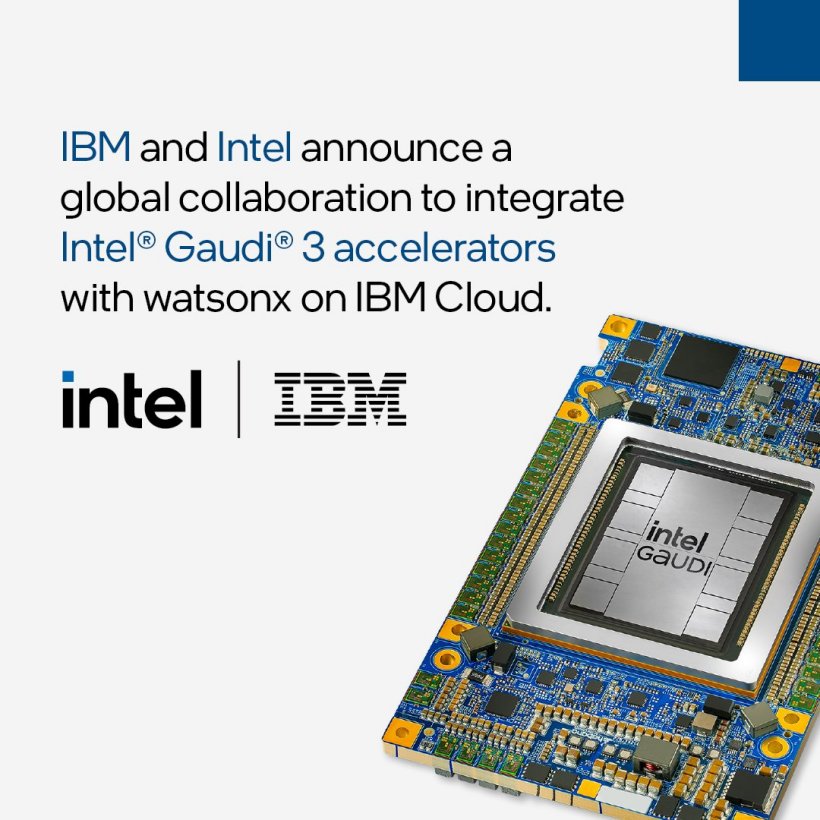 IBM and Intel announce a
global collaboration to integrate
Intel® Gaudi® 3 accelerators
with watsonx on IBM Cloud.
intel
IBM
intel
GAUDI